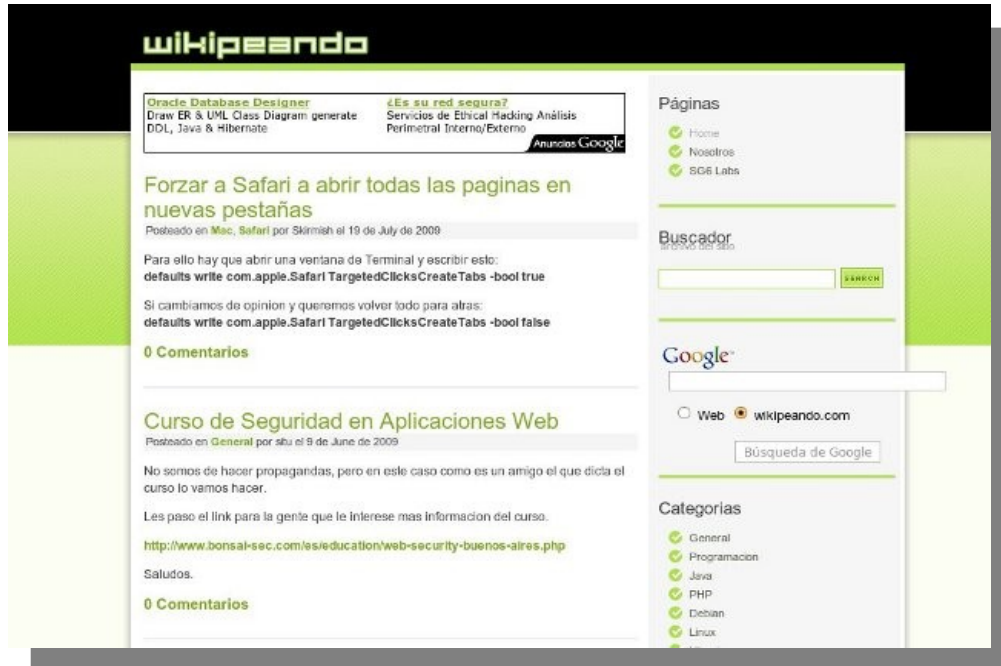 wikipeando
Oracle Database Designer
Draw ER & UML Class Diagram generate
DDL, Java & Hibernate
¿Es su red segura?
Servicios de Ethical Hacking Análisis
Perimetral Interno/Externo
Anuncios Google
Forzar a Safari a abrir todas las paginas en
nuevas pestañas
Posteado en Mac, Safari por Skirmish el 19 de July de 2009
Para ello hay que abrir una ventana de Terminal y escribir esto:
defaults write com.apple.Safari TargetedClicksCreateTabs -bool true
Si cambiamos de opinion y queremos volver todo para atras:
defaults write com.apple.Safari TargetedClicksCreateTabs -bool false
0 Comentarios
Curso de Seguridad en Aplicaciones Web
Posteado en General por situ el 9 de June de 2009
No somos de hacer propagandas, pero en este caso como es un amigo el que dicta el
curso lo vamos hacer.
Les paso el link para la gente que le interese mas informacion del curso.
http://www.bonsai-sec.com/es/education/web-security-buenos-aires.php
Saludos.
0 Comentarios
Páginas
Home
Nosotros
SG6 Labs
Buscador
archivo del sitio
SEARCH
Google
Web wikipeando.com
Búsqueda de Google
Categorias
General
Programacion
Java
PHP
Debian
Linux